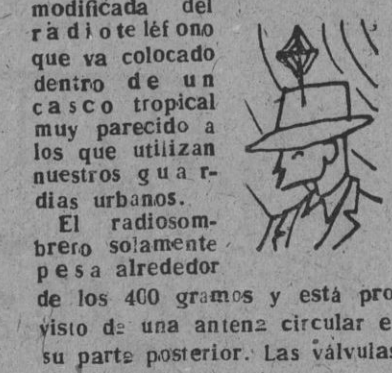 modificada del
radioteléfono
que va colocado
dentro de un
casco tropical
muy parecido a
los que utilizan
nuestros guar-
dias urbanos.
El radiosom-
brero solamente
pesa alrededor
de los 400 gramos y está pro
visto de una antena circular e
su parte posterior. Las válvulas